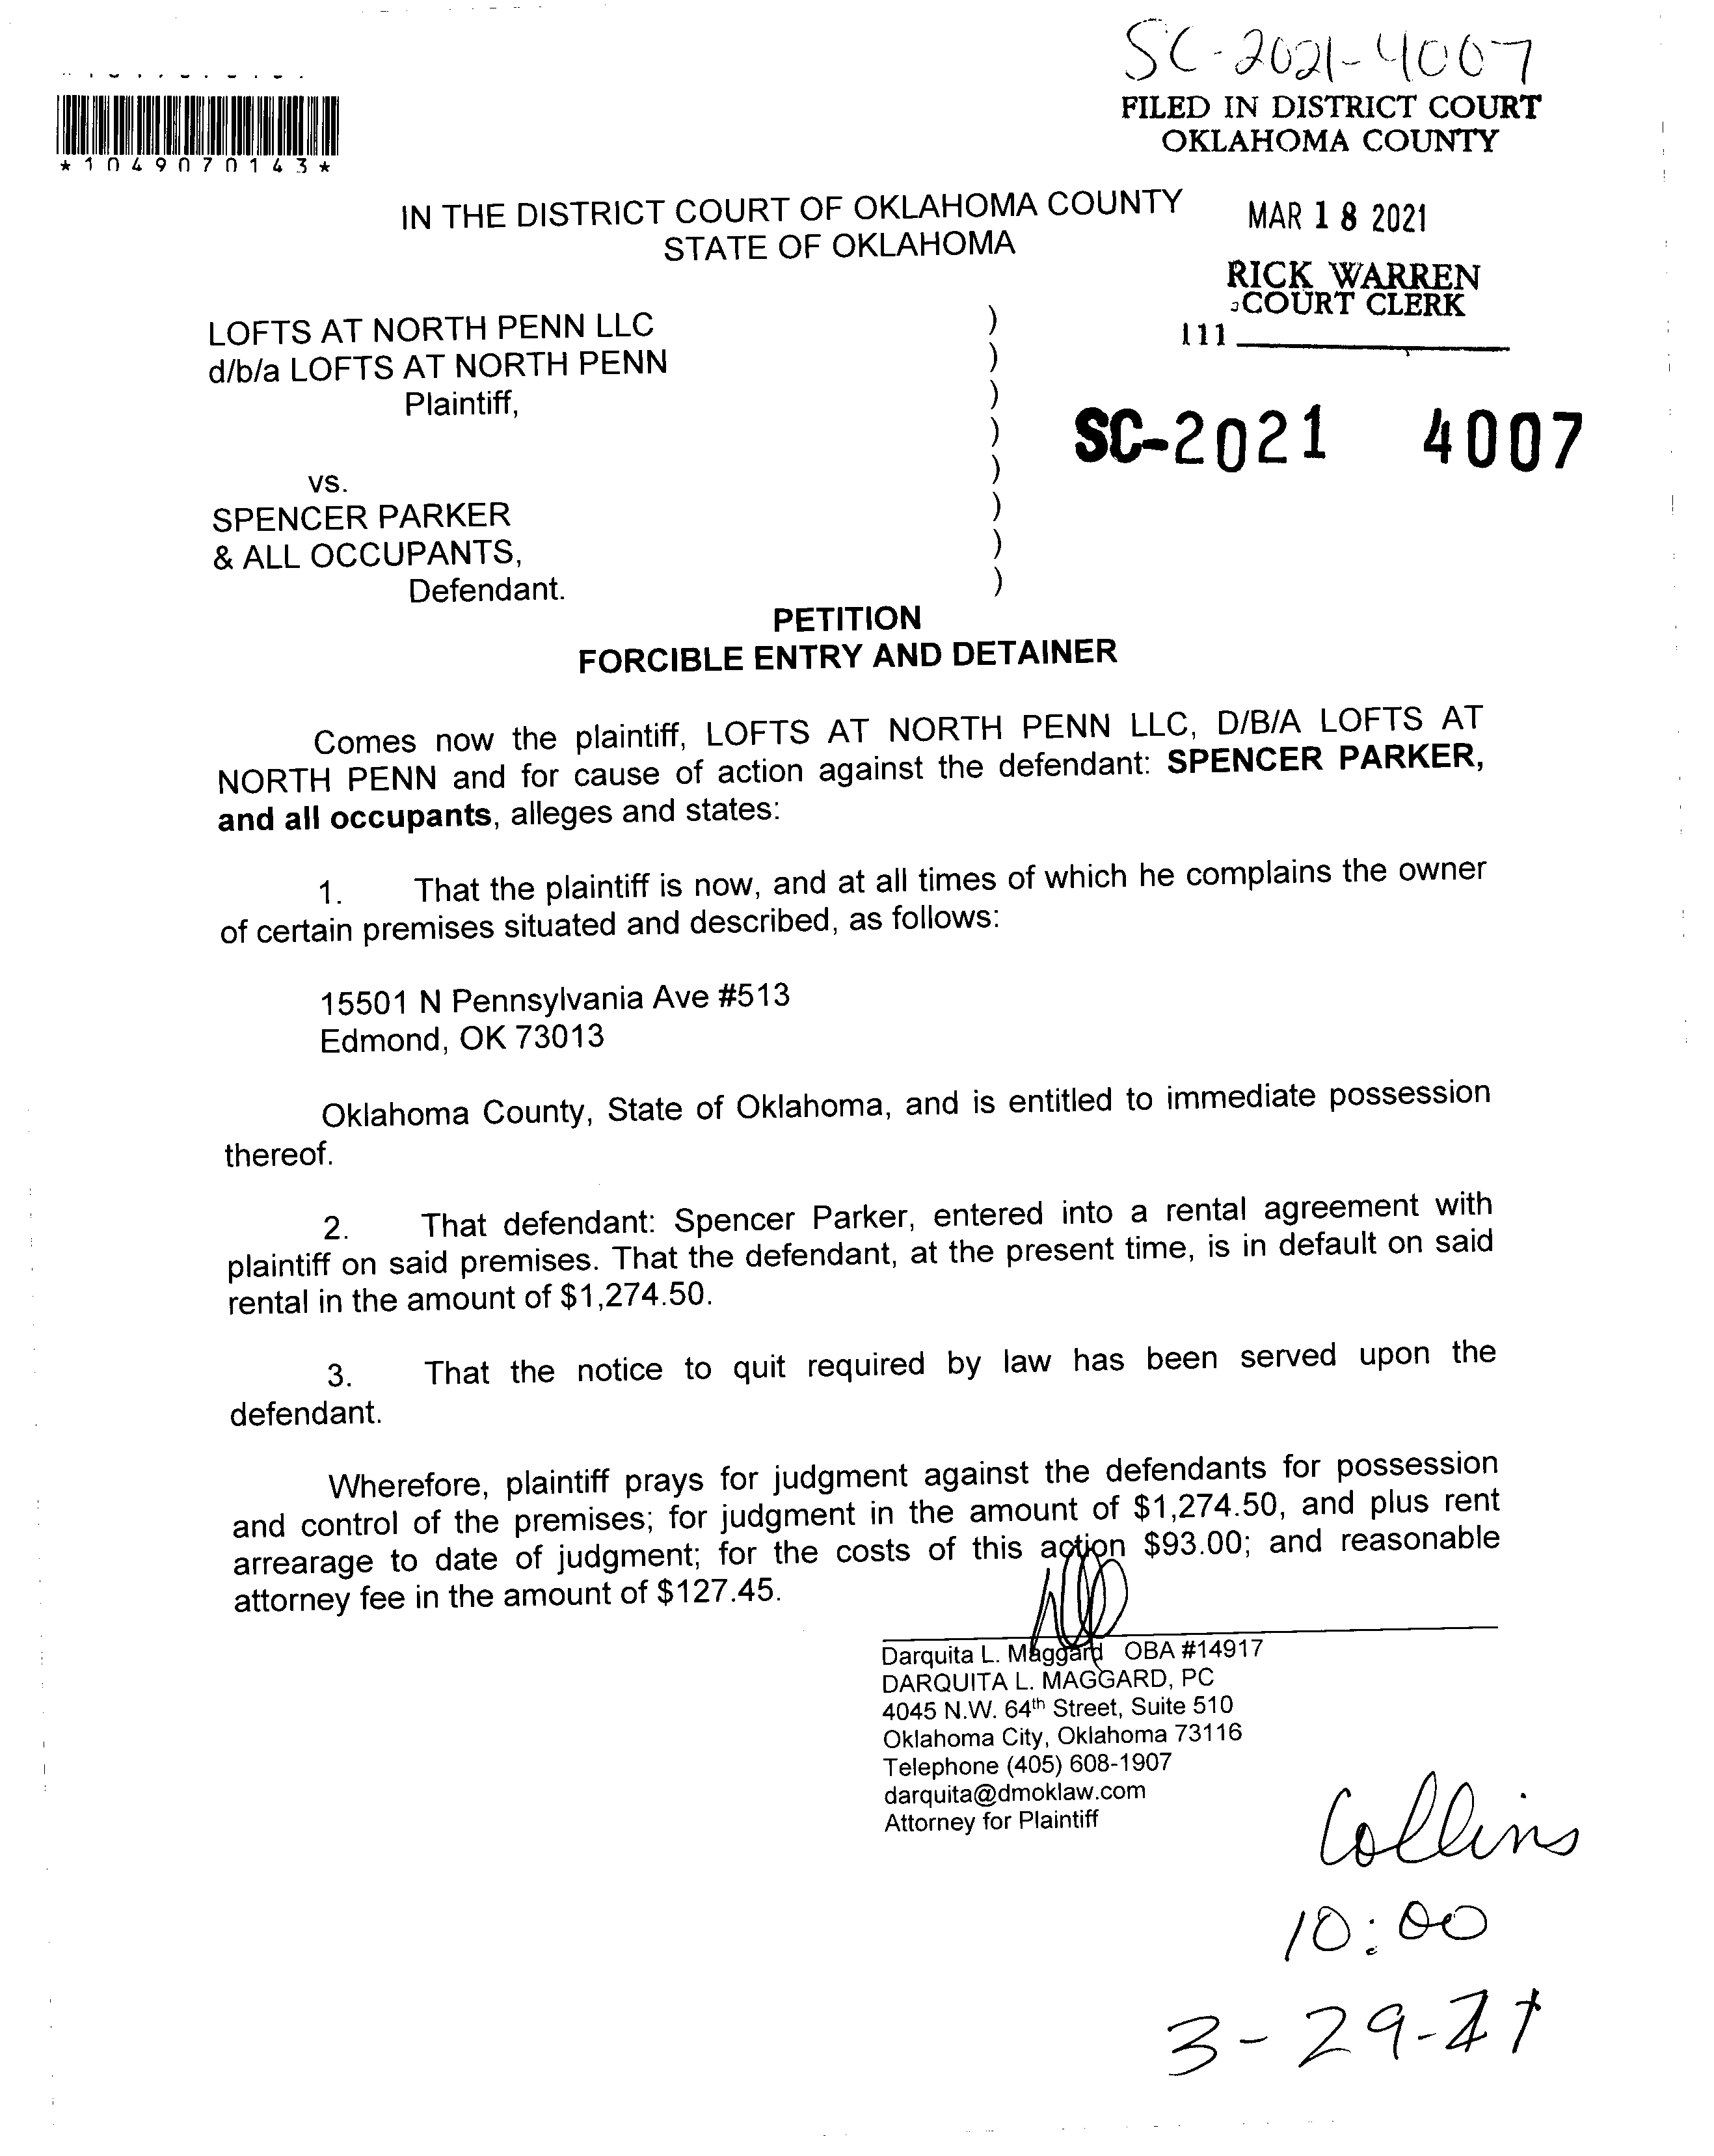 SC-2021-4007
FILED IN DISTRICT COURT
OKLAHOMA COUNTY
*1049070143*
IN THE DISTRICT COURT OF OKLAHOMA COUNTY
STATE OF OKLAHOMA
MAR 18 2021
RICK WARREN
COURT CLERK
111
LOFTS AT NORTH PENN LLC )
d/b/a LOFTS AT NORTH PENN )
Plaintiff, )
)
SC-2021 4007
vs. )
SPENCER PARKER )
& ALL OCCUPANTS, )
Defendant. )
PETITION
FORCIBLE ENTRY AND DETAINER
Comes now the plaintiff, LOFTS AT NORTH PENN LLC, D/B/A LOFTS AT
NORTH PENN and for cause of action against the defendant: SPENCER PARKER,
and all occupants, alleges and states:
1. That the plaintiff is now, and at all times of which he complains the owner
of certain premises situated and described, as follows:
15501 N Pennsylvania Ave #513
Edmond, OK 73013
Oklahoma County, State of Oklahoma, and is entitled to immediate possession
thereof.
2. That defendant: Spencer Parker, entered into a rental agreement with
plaintiff on said premises. That the defendant, at the present time, is in default on said
rental in the amount of $1,274.50.
3. That the notice to quit required by law has been served upon the
defendant.
Wherefore, plaintiff prays for judgment against the defendants for possession
and control of the premises; for judgment in the amount of $1,274.50, and plus rent
arrearage to date of judgment; for the costs of this action $93.00; and reasonable
attorney fee in the amount of $127.45.
Darquita L. Maggard OBA #14917
DARQUITA L. MAGGARD, PC
4045 N.W. 64th Street, Suite 510
Oklahoma City, Oklahoma 73116
Telephone (405) 608-1907
darquita@dmoklaw.com
Attorney for Plaintiff
Collins
10:00
3-29-21